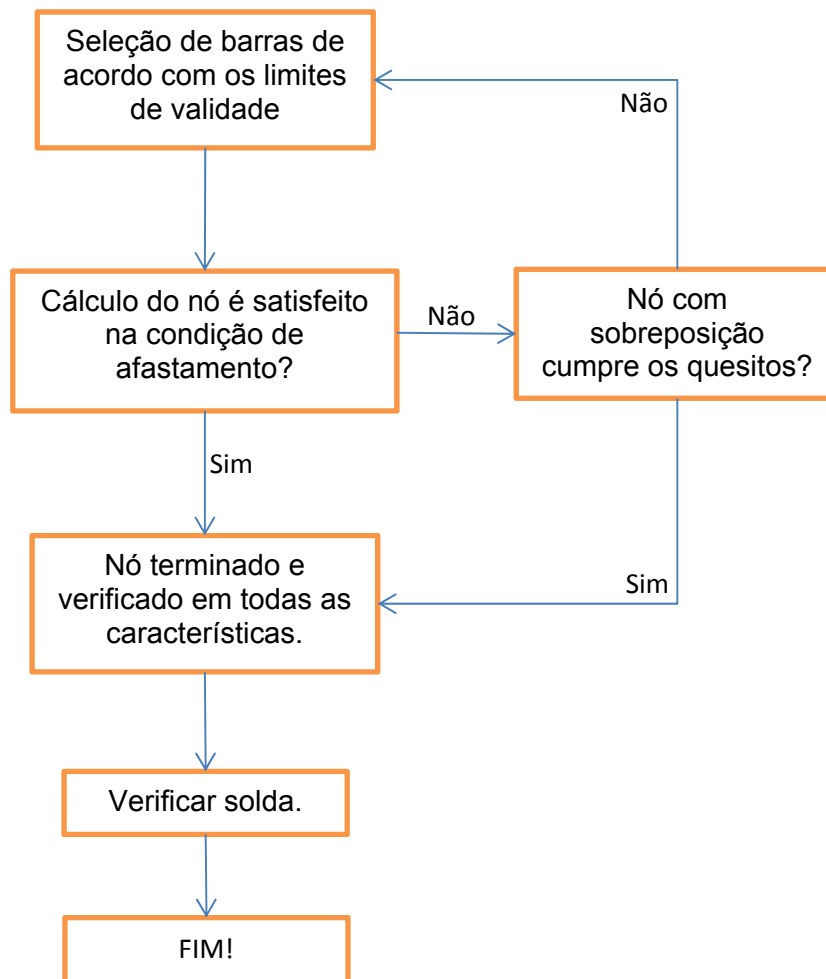 Seleção de barras de
acordo com os limites
de validade
Não
Cálculo do nó é satisfeito
na condição de
afastamento?
Não
Nó com
sobreposição
cumpre os quesitos?
Sim
Nó terminado e
verificado em todas as
características.
Sim
Verificar solda.
FIM!